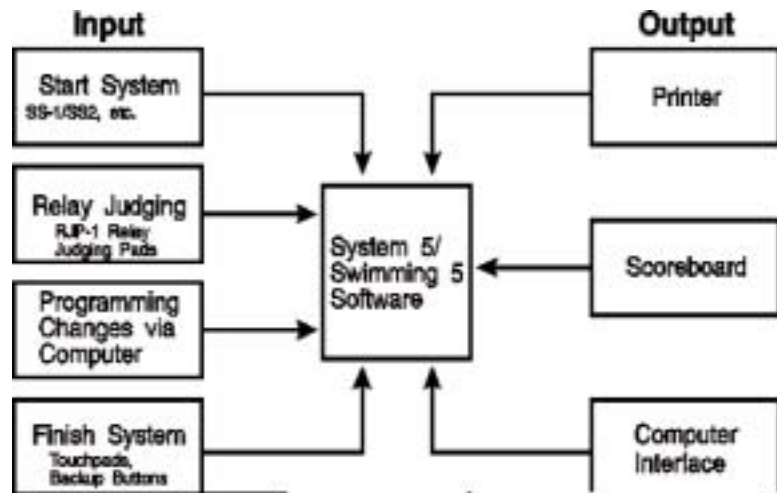 Input
Start System
SS-1/SS2, etc.
Relay Judging
RJP-1 Relay
Judging Pads
Programming
Changes via
Computer
Finish System
Touchpads,
Backup Buttons
System 5/
Swimming 5
Software
Output
Printer
Scoreboard
Computer
Interface